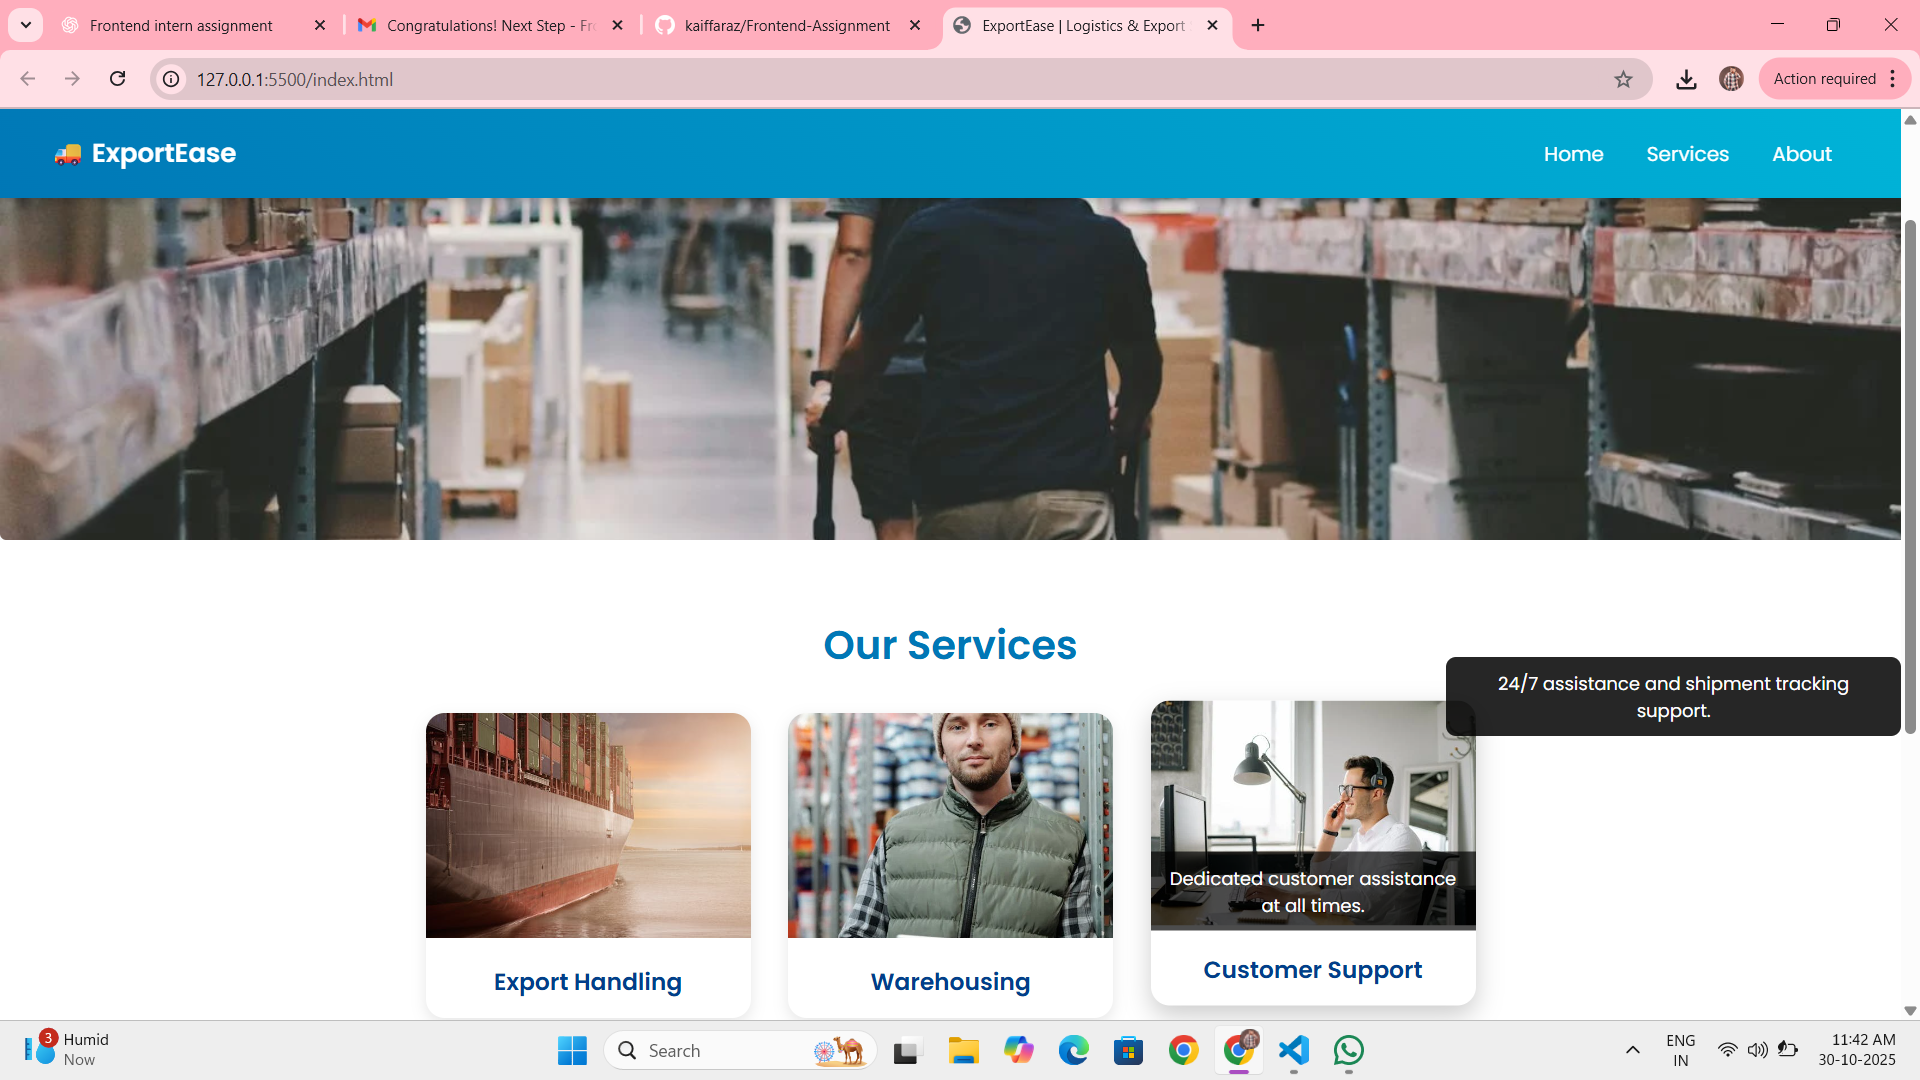 Frontend intern assignment
Congratulations! Next Step - Fr
kaiffaraz/Frontend-Assignment
ExportEase | Logistics & Export
127.0.0.1:5500/index.html
Action required
🚚 ExportEase
Home
Services
About
Our Services
24/7 assistance and shipment tracking
support.
Dedicated customer assistance
at all times.
Export Handling
Warehousing
Customer Support
3
Humid
Now
Search
ENG
IN
11:42 AM
30-10-2025